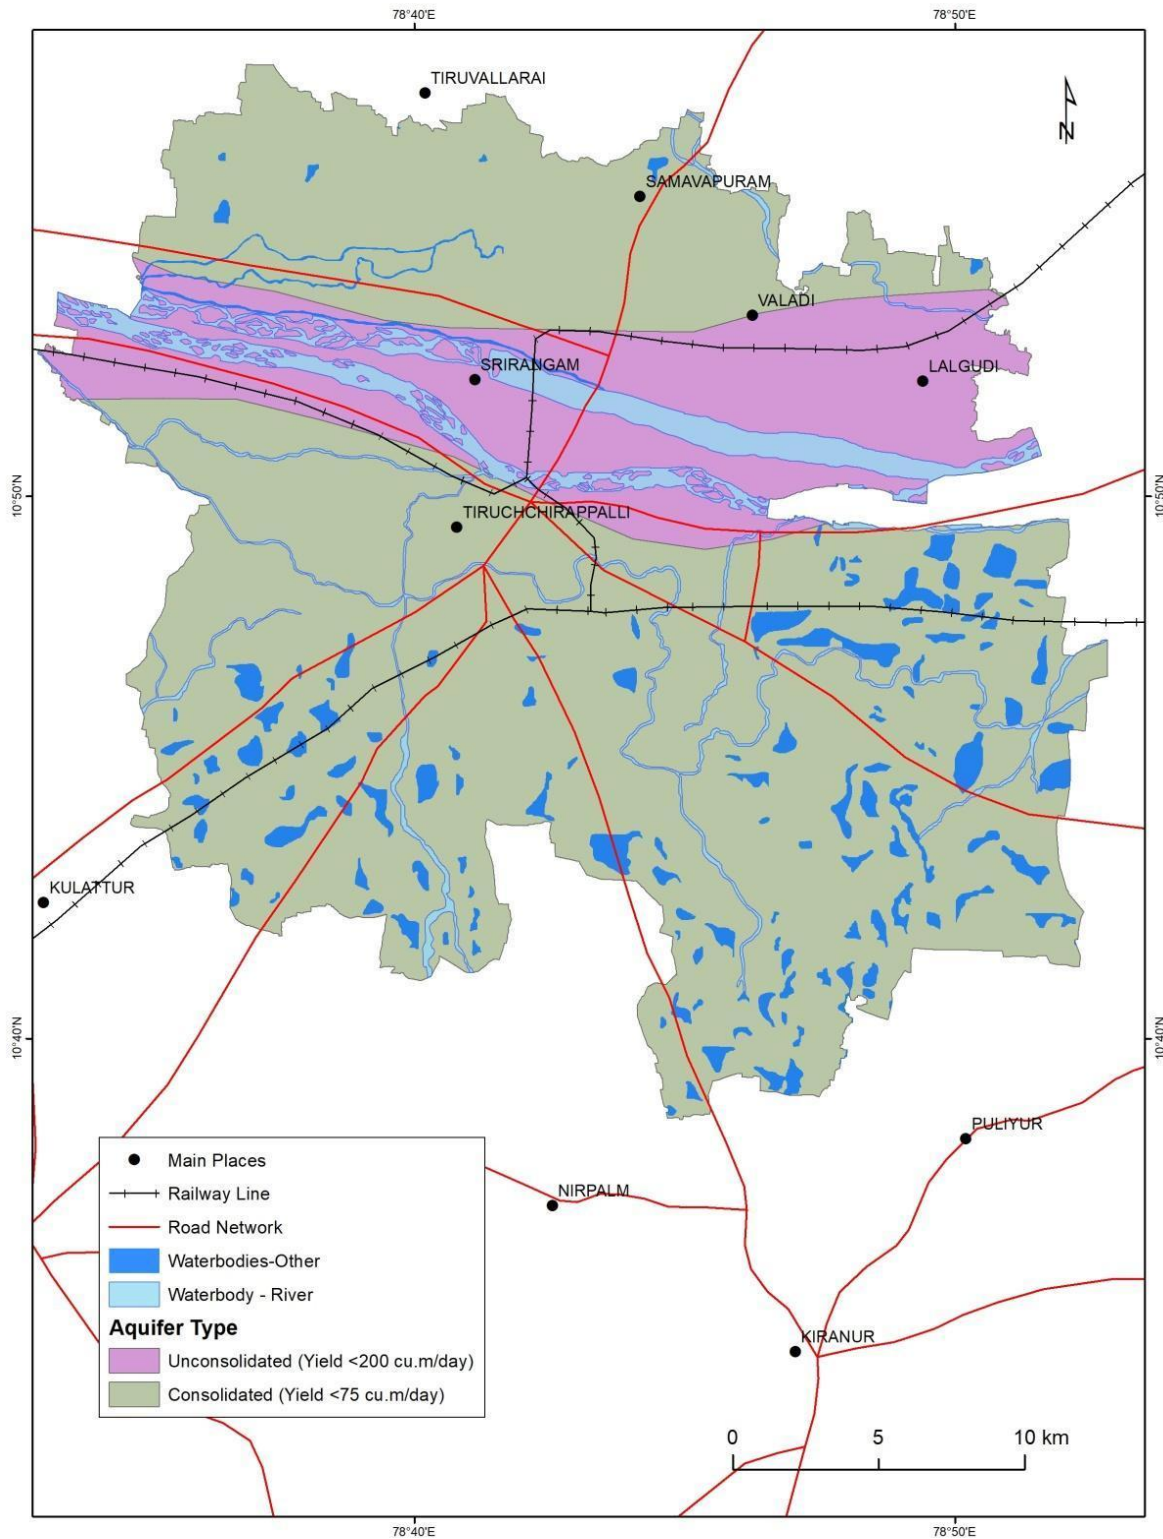 78°40'E
78°50'E
TIRUVALLARAI
N
SAMAVAPURAM
VALADI
SRIRANGAM
LALGUDI
10°50'N
10°50'N
TIRUCHCHIRAPPALLI
KULATTUR
10°40'N
10°40'N
PULIYUR
Main Places
NIRPALM
Railway Line
Road Network
Waterbodies-Other
Waterbody - River
Aquifer Type
KIRANUR
Unconsolidated (Yield <200 cu.m/day)
Consolidated (Yield <75 cu.m/day)
0 5 10 km
78°40'E
78°50'E